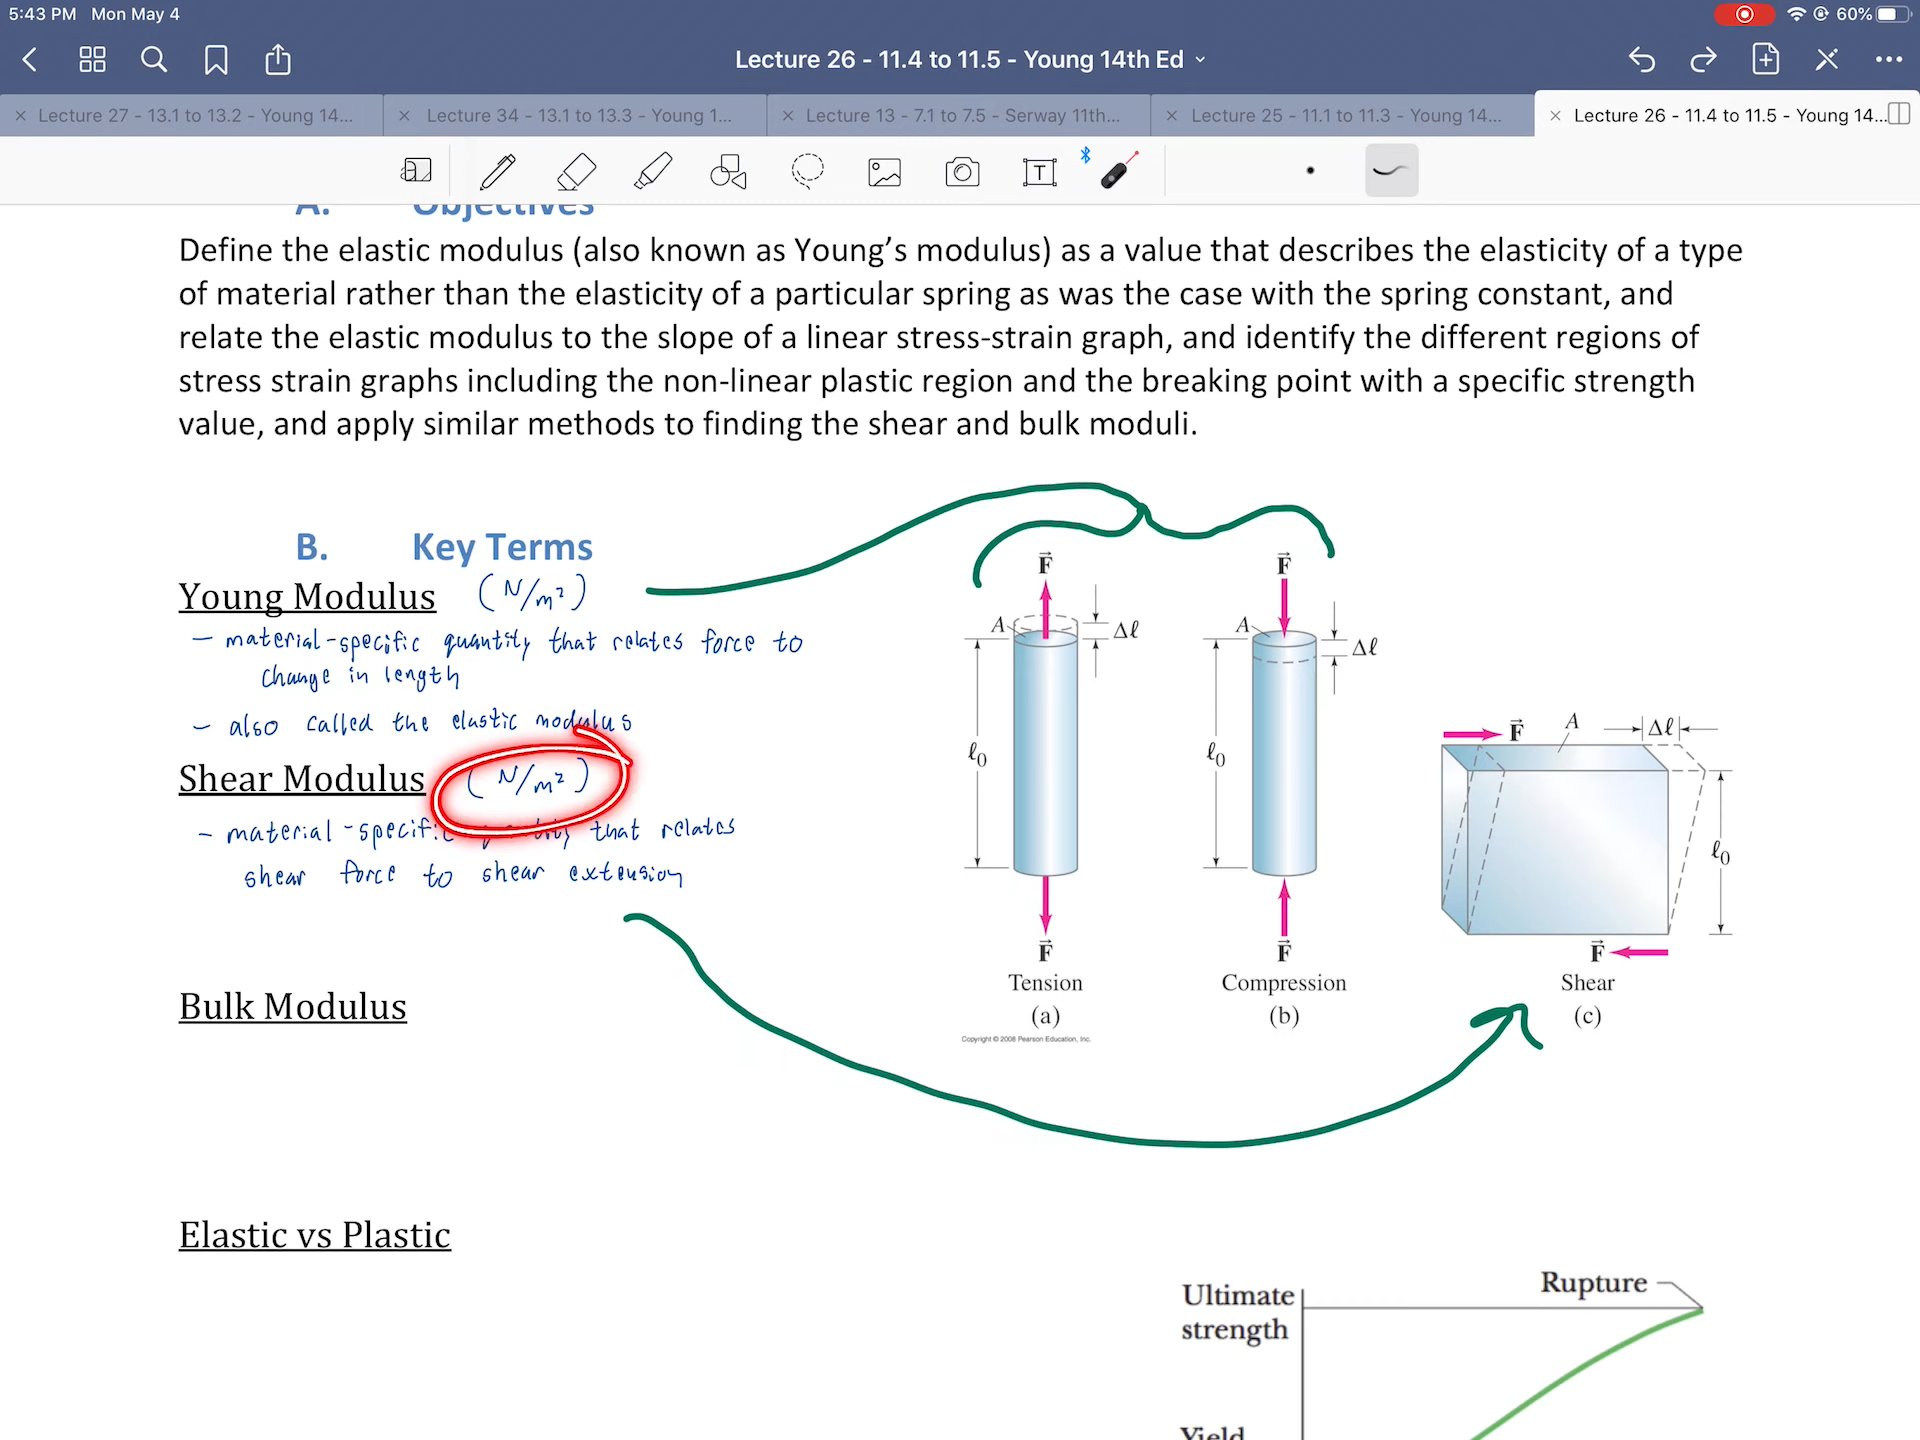 5:43 PM Mon May 4
60%
Lecture 26 - 11.4 to 11.5 - Young 14th Ed
Lecture 27 - 13.1 to 13.2 - Young 14...
Lecture 34 - 13.1 to 13.3 - Young 1...
Lecture 13 - 7.1 to 7.5 - Serway 11th...
Lecture 25 - 11.1 to 11.3 - Young 14...
Lecture 26 - 11.4 to 11.5 - Young 14...
A. Objectives
Define the elastic modulus (also known as Young’s modulus) as a value that describes the elasticity of a type
of material rather than the elasticity of a particular spring as was the case with the spring constant, and
relate the elastic modulus to the slope of a linear stress-strain graph, and identify the different regions of
stress strain graphs including the non-linear plastic region and the breaking point with a specific strength
value, and apply similar methods to finding the shear and bulk moduli.
B. Key Terms
Young Modulus (N/m²)
- material-specific quantity that relates force to
change in length
- also called the elastic modulus
Shear Modulus (N/m²)
- material-specific quantity that relates
shear force to shear extension
Bulk Modulus
Elastic vs Plastic
F⃗
A
Δℓ
ℓ₀
F⃗
Tension
(a)
Copyright © 2008 Pearson Education, Inc.
F⃗
A
Δℓ
ℓ₀
F⃗
Compression
(b)
F⃗
A
Δℓ
ℓ₀
F⃗
Shear
(c)
Ultimate
strength
Rupture
Yield